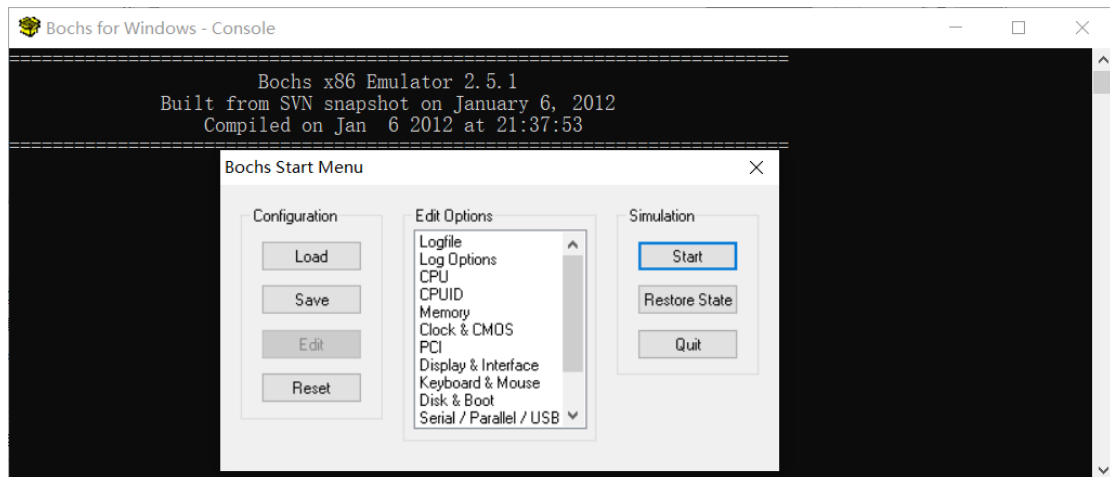 Bochs for Windows - Console
========================================================================
Bochs x86 Emulator 2.5.1
Built from SVN snapshot on January 6, 2012
Compiled on Jan  6 2012 at 21:37:53
========================================================================
Bochs Start Menu
Configuration
Load
Save
Edit
Reset
Edit Options
Logfile
Log Options
CPU
CPUID
Memory
Clock & CMOS
PCI
Display & Interface
Keyboard & Mouse
Disk & Boot
Serial / Parallel / USB
Simulation
Start
Restore State
Quit